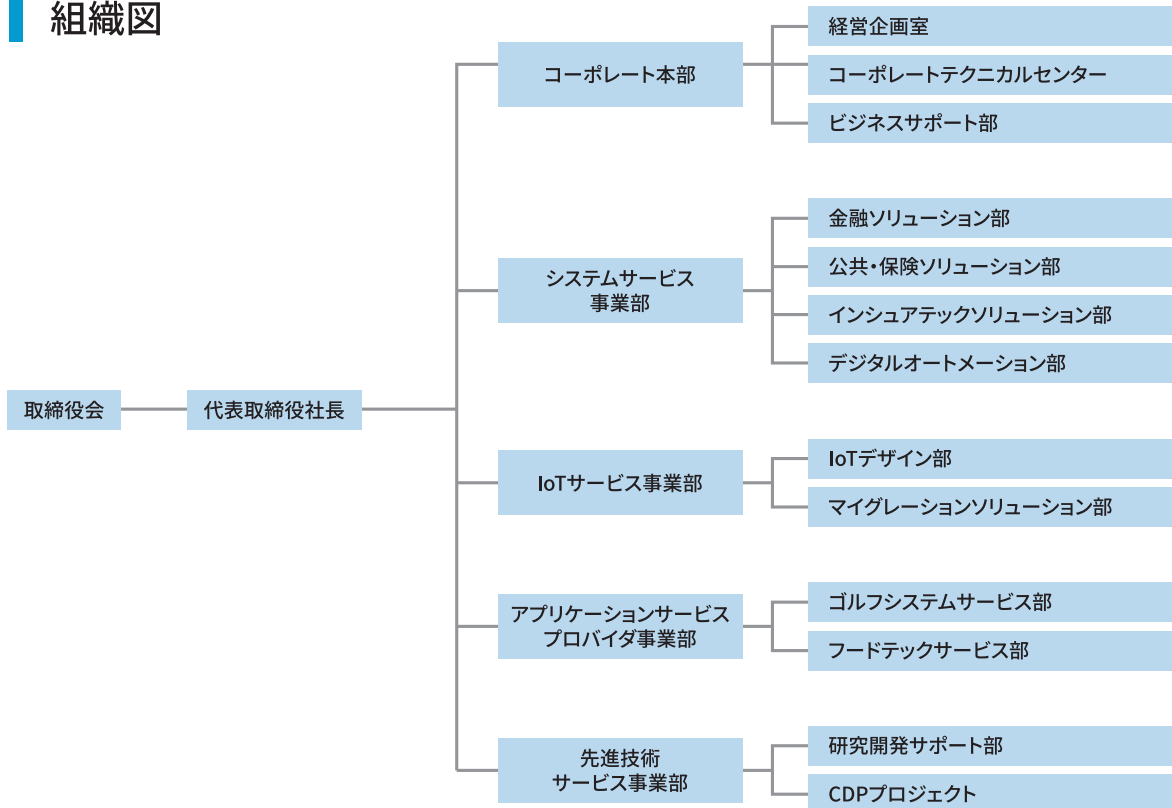 組織図
取締役会
代表取締役社長
コーポレート本部
経営企画室
コーポレートテクニカルセンター
ビジネスサポート部
システムサービス
事業部
金融ソリューション部
公共・保険ソリューション部
インシュアテックソリューション部
デジタルオートメーション部
IoTサービス事業部
IoTデザイン部
マイグレーションソリューション部
アプリケーションサービス
プロバイダ事業部
ゴルフシステムサービス部
フードテックサービス部
先進技術
サービス事業部
研究開発サポート部
CDPプロジェクト